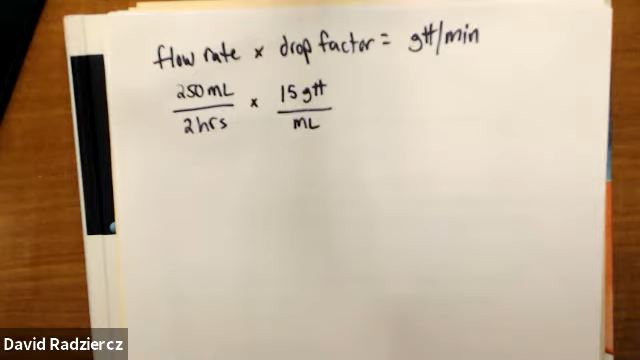 flow rate x drop factor = gtt/min
250 mL / 2 hrs x 15 gtt / mL
David Radziercz